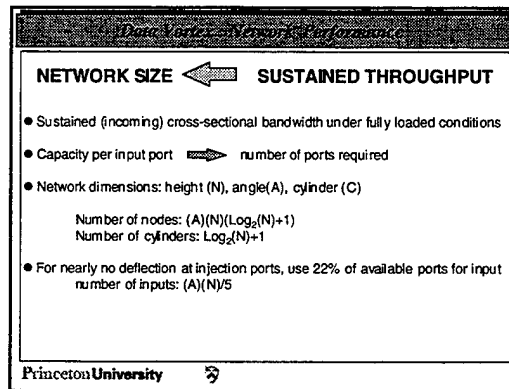 Data Vortex - Network Performance
NETWORK SIZE SUSTAINED THROUGHPUT
● Sustained (incoming) cross-sectional bandwidth under fully loaded conditions
● Capacity per input port number of ports required
● Network dimensions: height (N), angle(A), cylinder (C)
Number of nodes: (A)(N)(Log₂(N)+1)
Number of cylinders: Log₂(N)+1
● For nearly no deflection at injection ports, use 22% of available ports for input
number of inputs: (A)(N)/5
Princeton University